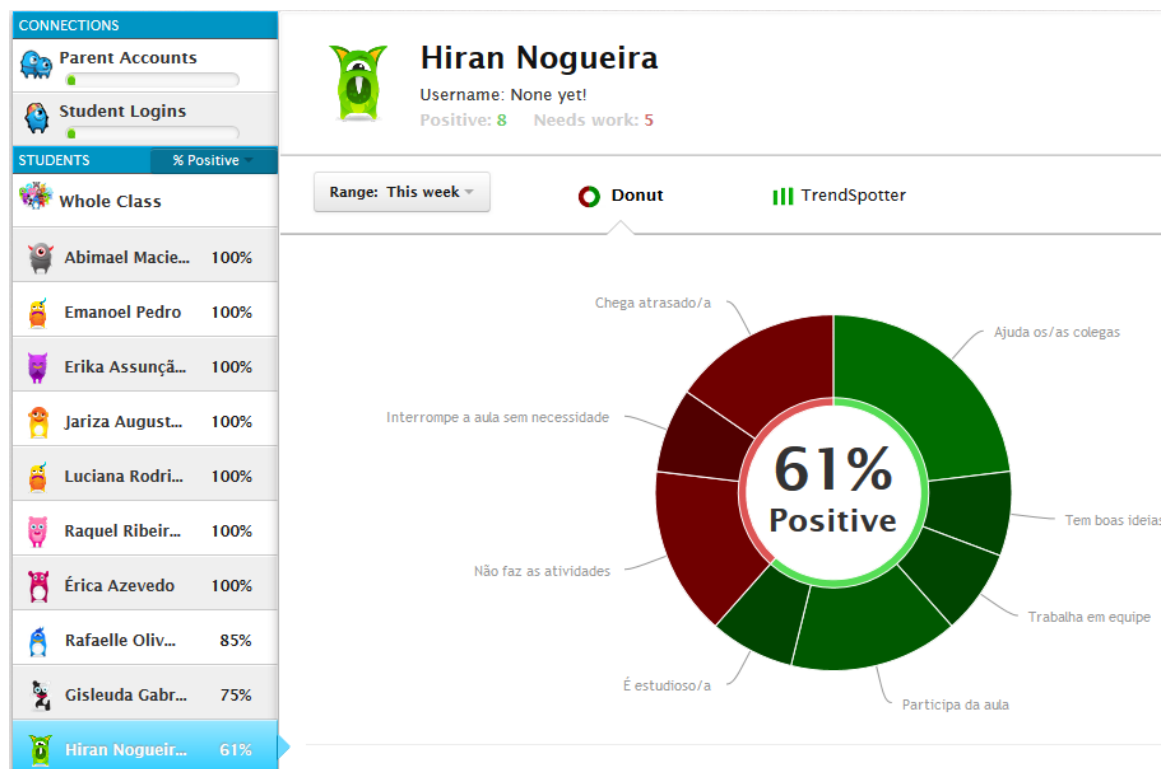 CONNECTIONS
Parent Accounts
Student Logins
STUDENTS % Positive
Whole Class
Abimael Macie... 100%
Emanoel Pedro 100%
Erika Assunçã... 100%
Jariza August... 100%
Luciana Rodri... 100%
Raquel Ribeir... 100%
Érica Azevedo 100%
Rafaelle Oliv... 85%
Gisleuda Gabr... 75%
Hiran Nogueir... 61%
Hiran Nogueira
Username: None yet!
Positive: 8 Needs work: 5
Range: This week
Donut
TrendSpotter
Chega atrasado/a
Ajuda os/as colegas
Interrompe a aula sem necessidade
61%
Positive
Tem boas ideias
Não faz as atividades
Trabalha em equipe
É estudioso/a
Participa da aula